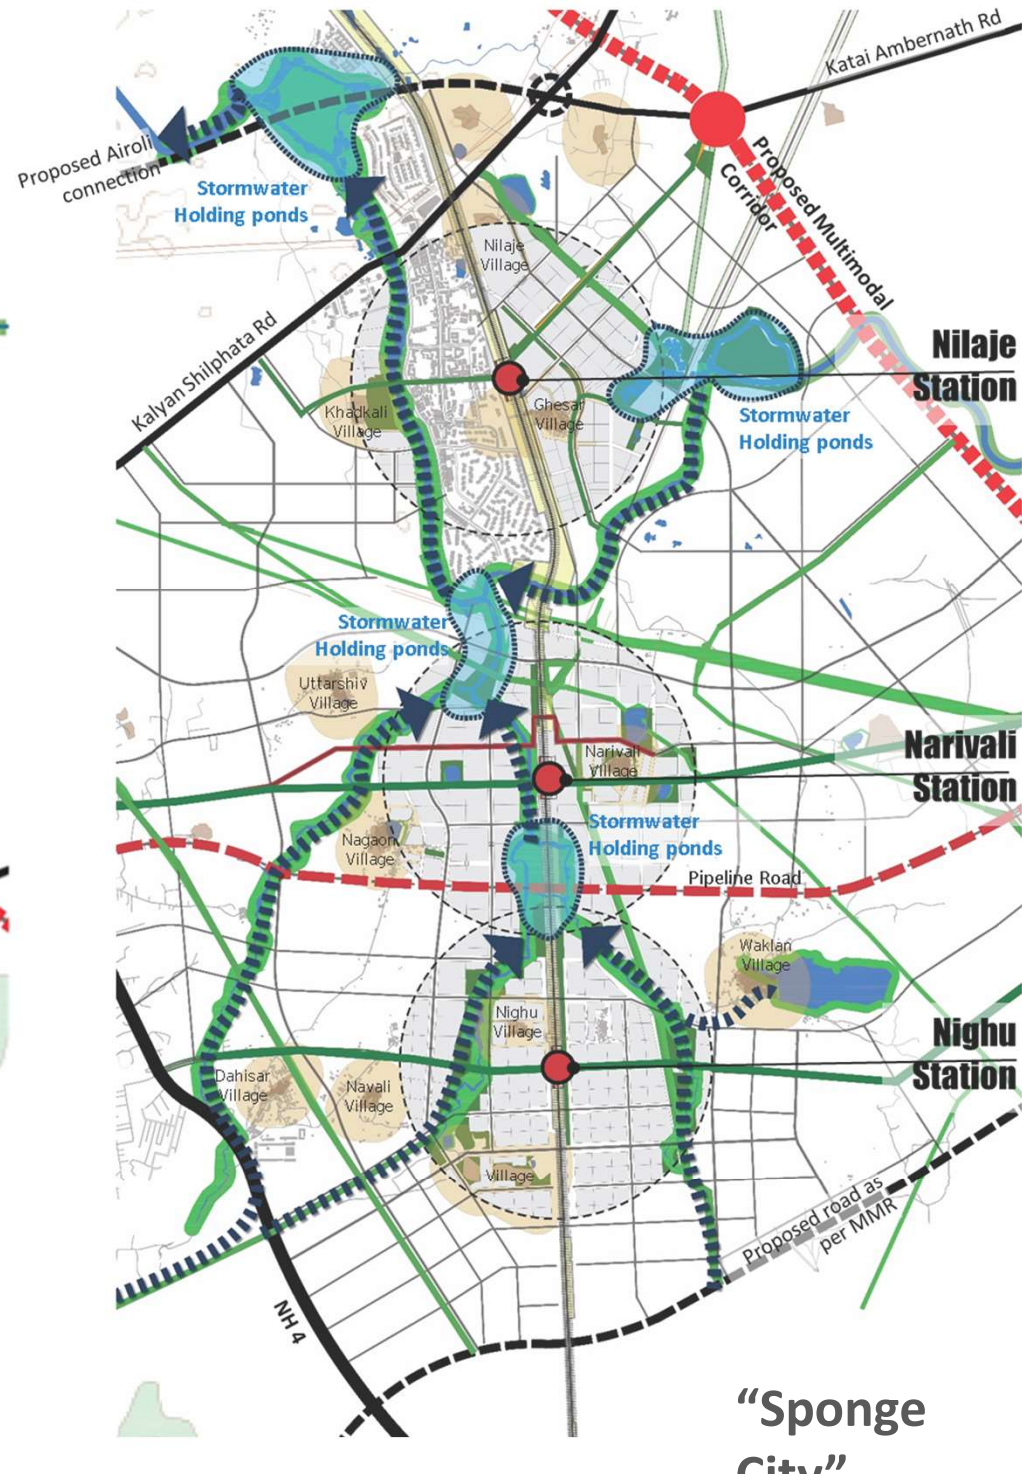 Katai Ambernath Rd
Proposed Airoli
connection
Proposed Multimodal
Corridor
Stormwater
Holding ponds
Nilaje
Village
Kalyan Shilphata Rd
Nilaje
Station
Khadkali
Village
Ghesar
Village
Stormwater
Holding ponds
Stormwater
Holding ponds
Uttarshiv
Village
Narivali
Village
Narivali
Station
Nagaon
Village
Stormwater
Holding ponds
Pipeline Road
Waklan
Village
Nighu
Village
Nighu
Station
Dahisar
Village
Navali
Village
Village
Proposed road as
per MMR
NH 4
“Sponge
City”